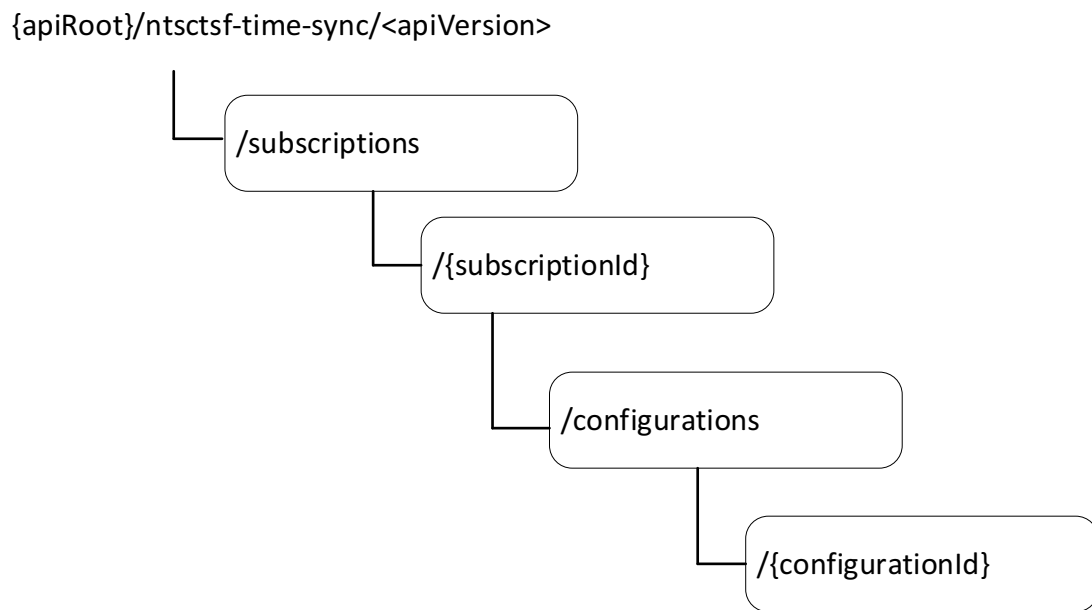 {apiRoot}/ntsctsf-time-sync/<apiVersion>
/subscriptions
/{subscriptionId}
/configurations
/{configurationId}